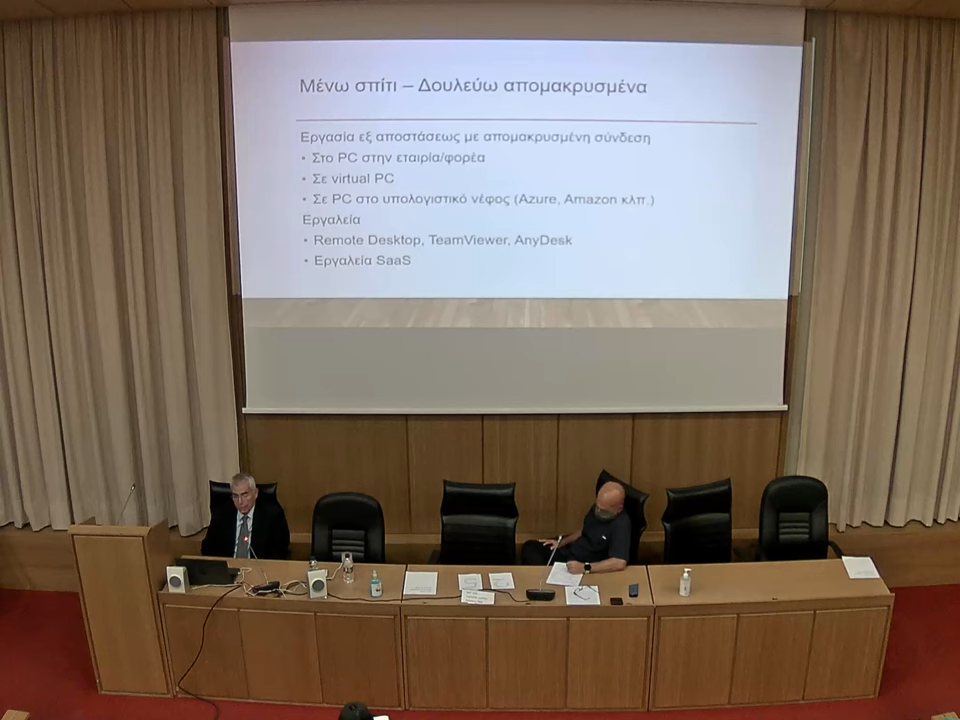 Μένω σπίτι – Δουλεύω απομακρυσμένα
Εργασία εξ αποστάσεως με απομακρυσμένη σύνδεση
• Στο PC στην εταιρία/φορέα
• Σε virtual PC
• Σε PC στο υπολογιστικό νέφος (Azure, Amazon κλπ.)
Εργαλεία
• Remote Desktop, TeamViewer, AnyDesk
• Εργαλεία SaaS